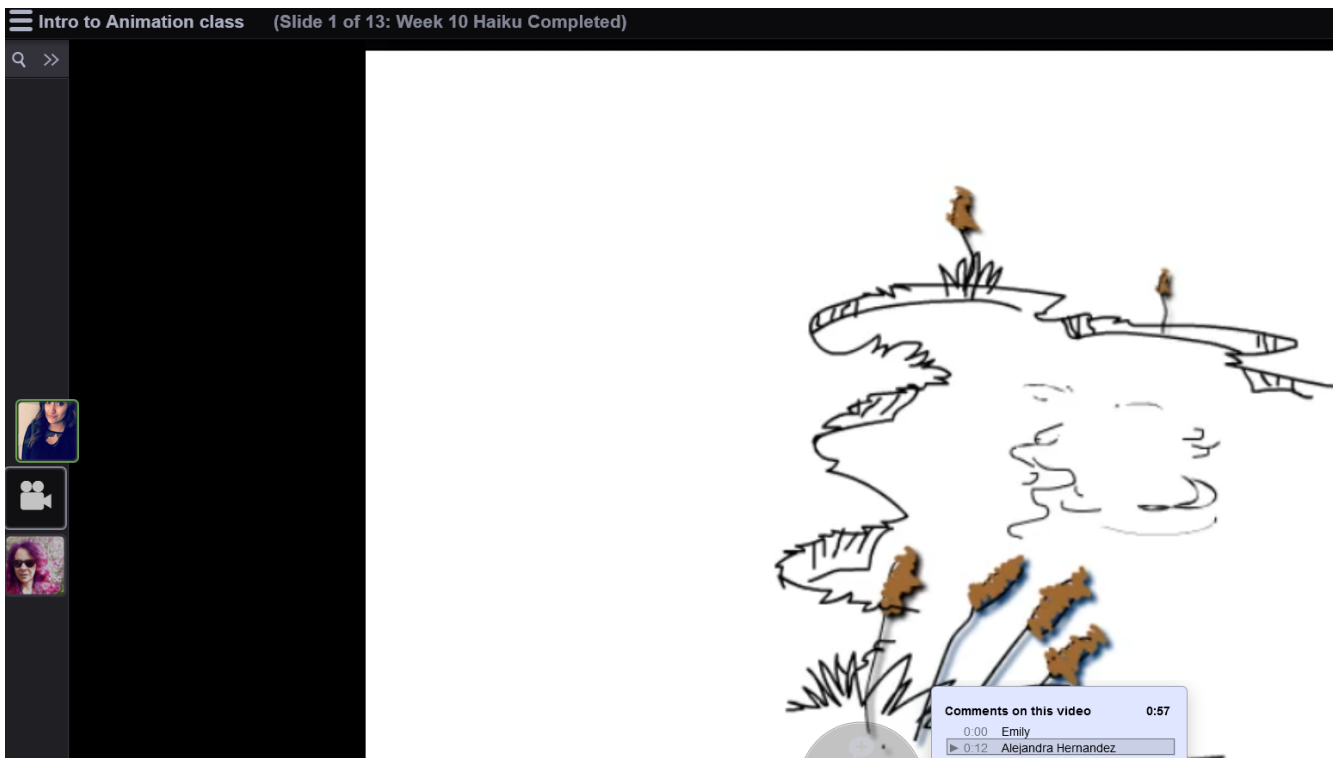 Intro to Animation class (Slide 1 of 13: Week 10 Haiku Completed)
Comments on this video 0:57
0:00 Emily
0:12 Alejandra Hernandez